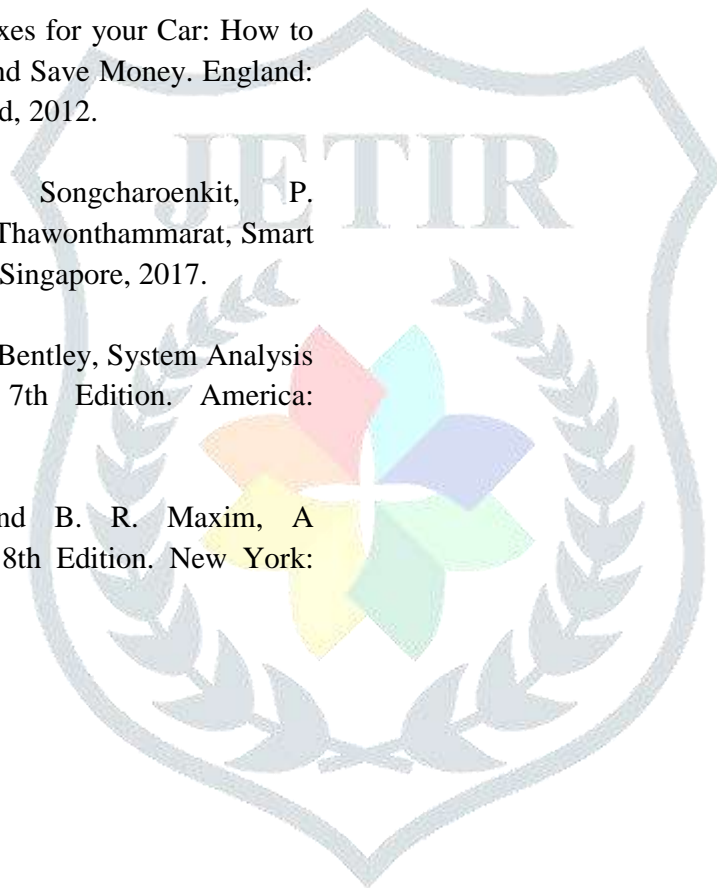 xes for your Car: How to
nd Save Money. England:
d, 2012.
JETIR
Songcharoenkit, P.
Thawonthammarat, Smart
Singapore, 2017.
Bentley, System Analysis
7th Edition. America:
nd B. R. Maxim, A
8th Edition. New York: